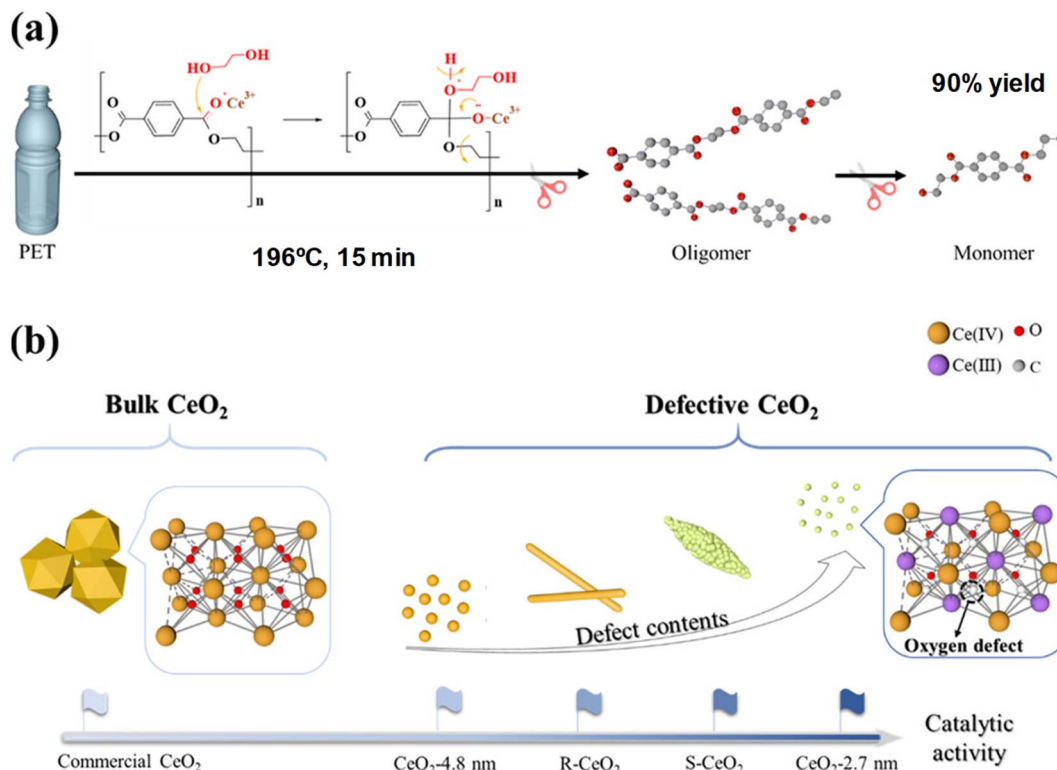 (a)
OH
HO
O
Ce³⁺
O
O
O
n
H
O
OH
O
Ce³⁺
O
O
O
n
90% yield
PET
196ºC, 15 min
Oligomer
Monomer
(b)
Ce(IV)
O
Ce(III)
C
Bulk CeO₂
Defective CeO₂
Defect contents
Oxygen defect
Commercial CeO₂
CeO₂-4.8 nm
R-CeO₂
S-CeO₂
CeO₂-2.7 nm
Catalytic
activity